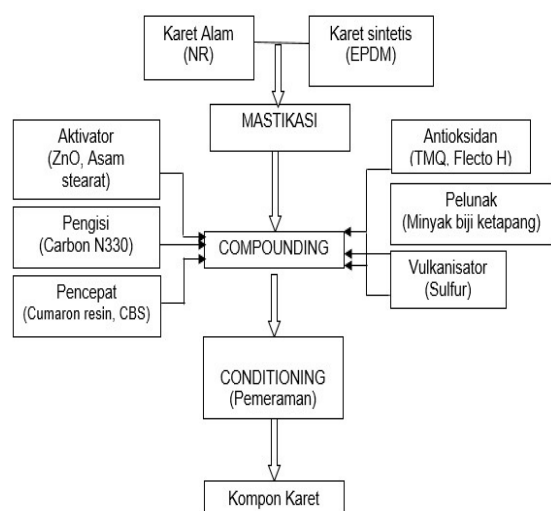 Karet Alam
(NR)
Karet sintetis
(EPDM)
MASTIKASI
Aktivator
(ZnO, Asam
stearat)
Antioksidan
(TMQ, Flecto H)
Pengisi
(Carbon N330)
COMPOUNDING
Pelunak
(Minyak biji ketapang)
Pencepat
(Cumaron resin, CBS)
Vulkanisator
(Sulfur)
CONDITIONING
(Pemeraman)
Kompon Karet